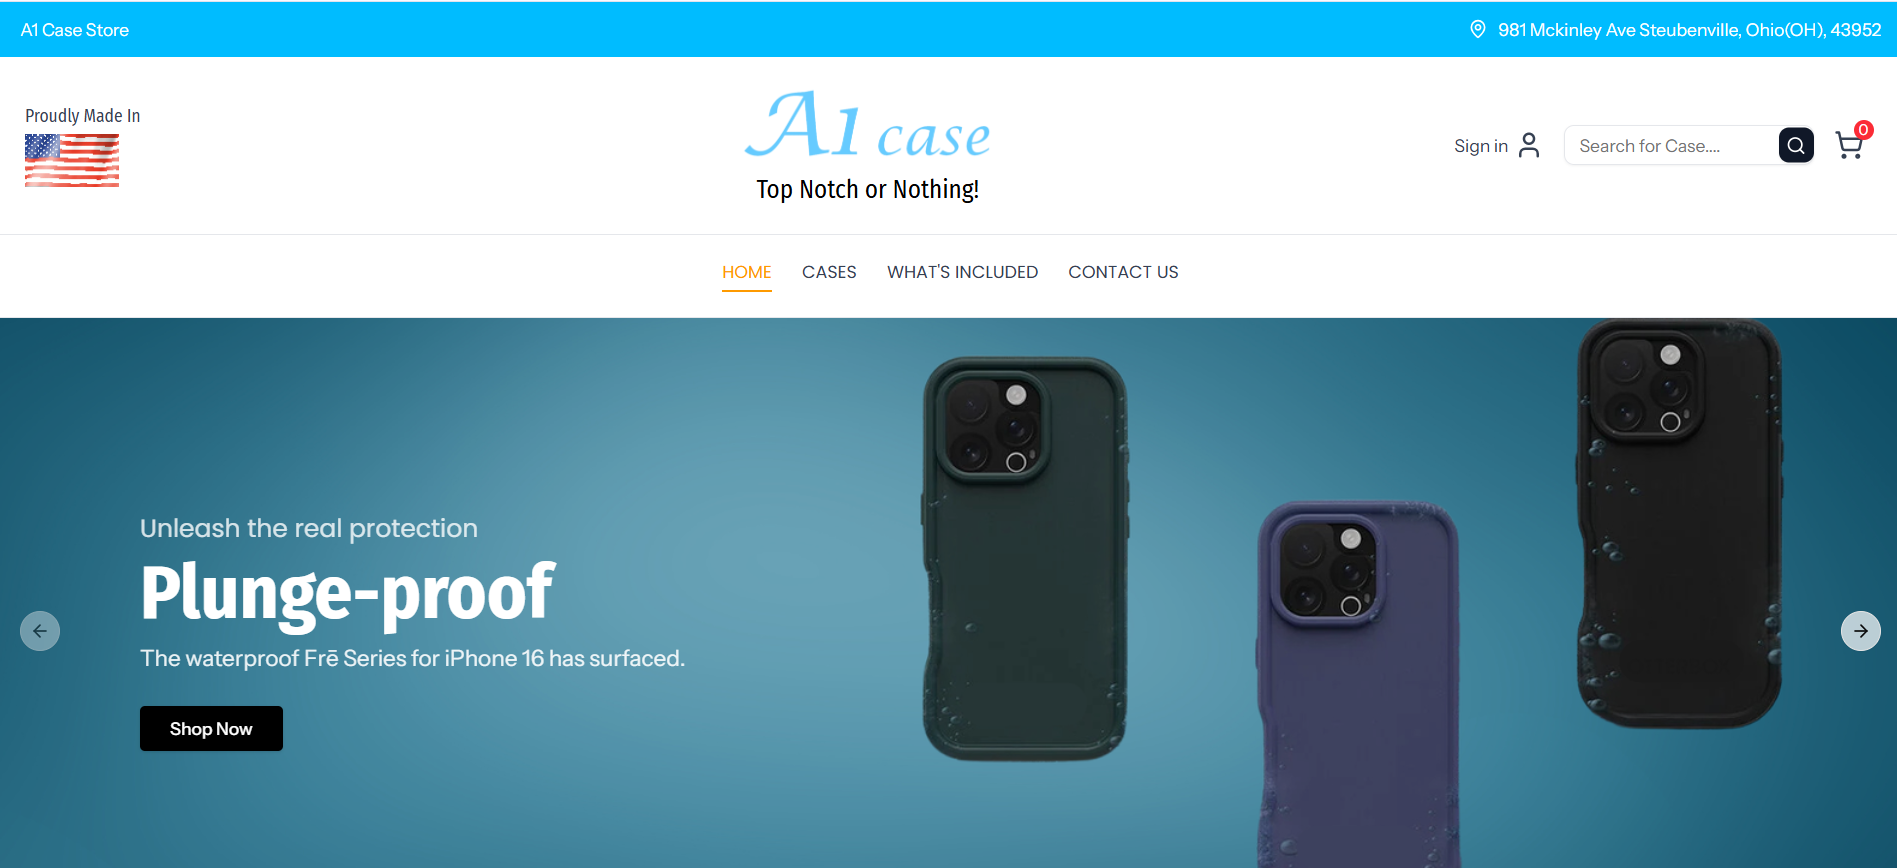 A1 Case Store
981 Mckinley Ave Steubenville, Ohio(OH), 43952
Proudly Made In
A1 case
Top Notch or Nothing!
Sign in
Search for Case....
0
HOME
CASES
WHAT'S INCLUDED
CONTACT US
Unleash the real protection
Plunge-proof
The waterproof Frē Series for iPhone 16 has surfaced.
Shop Now